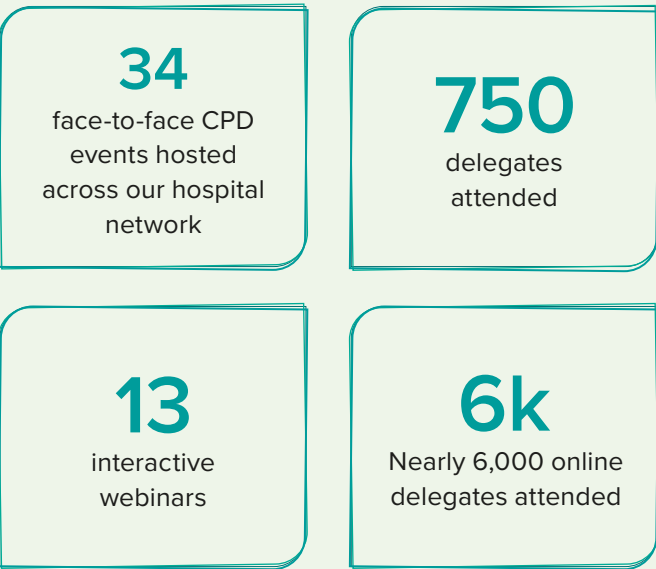 34
face-to-face CPD
events hosted
across our hospital
network
750
delegates
attended
13
interactive
webinars
6k
Nearly 6,000 online
delegates attended